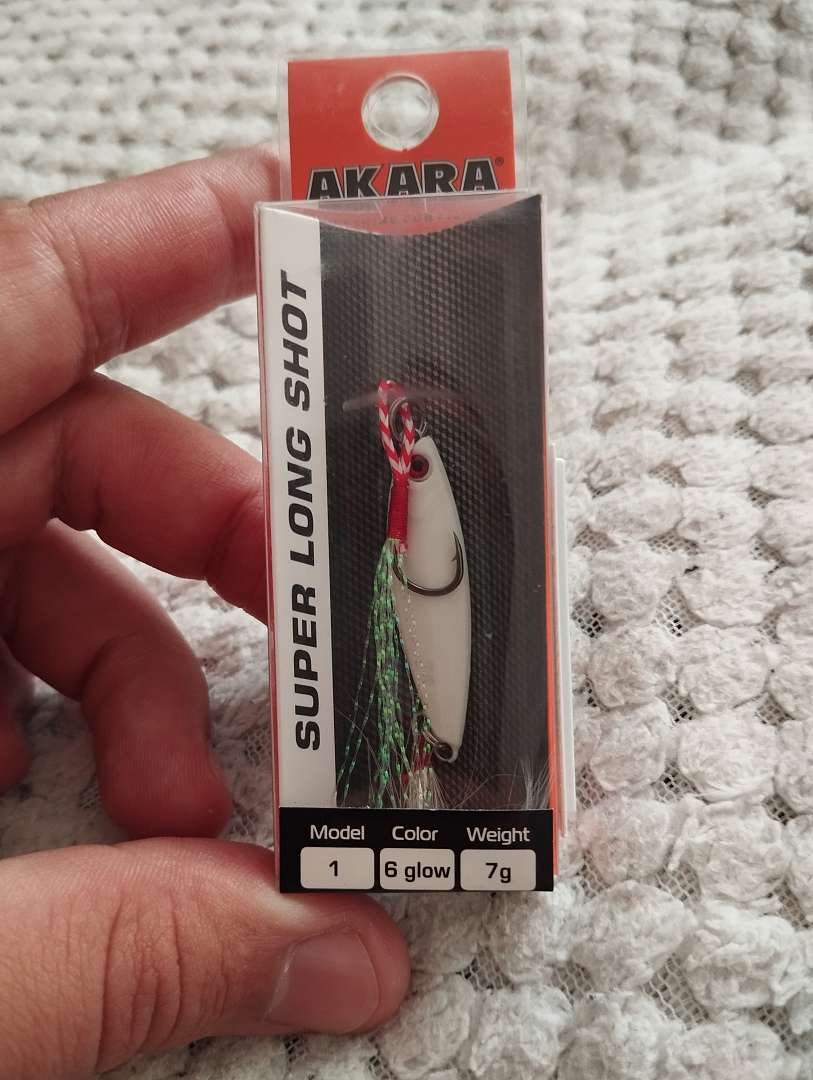 AKARA®
SUPER LONG SHOT
Model Color Weight
1 6 glow 7g